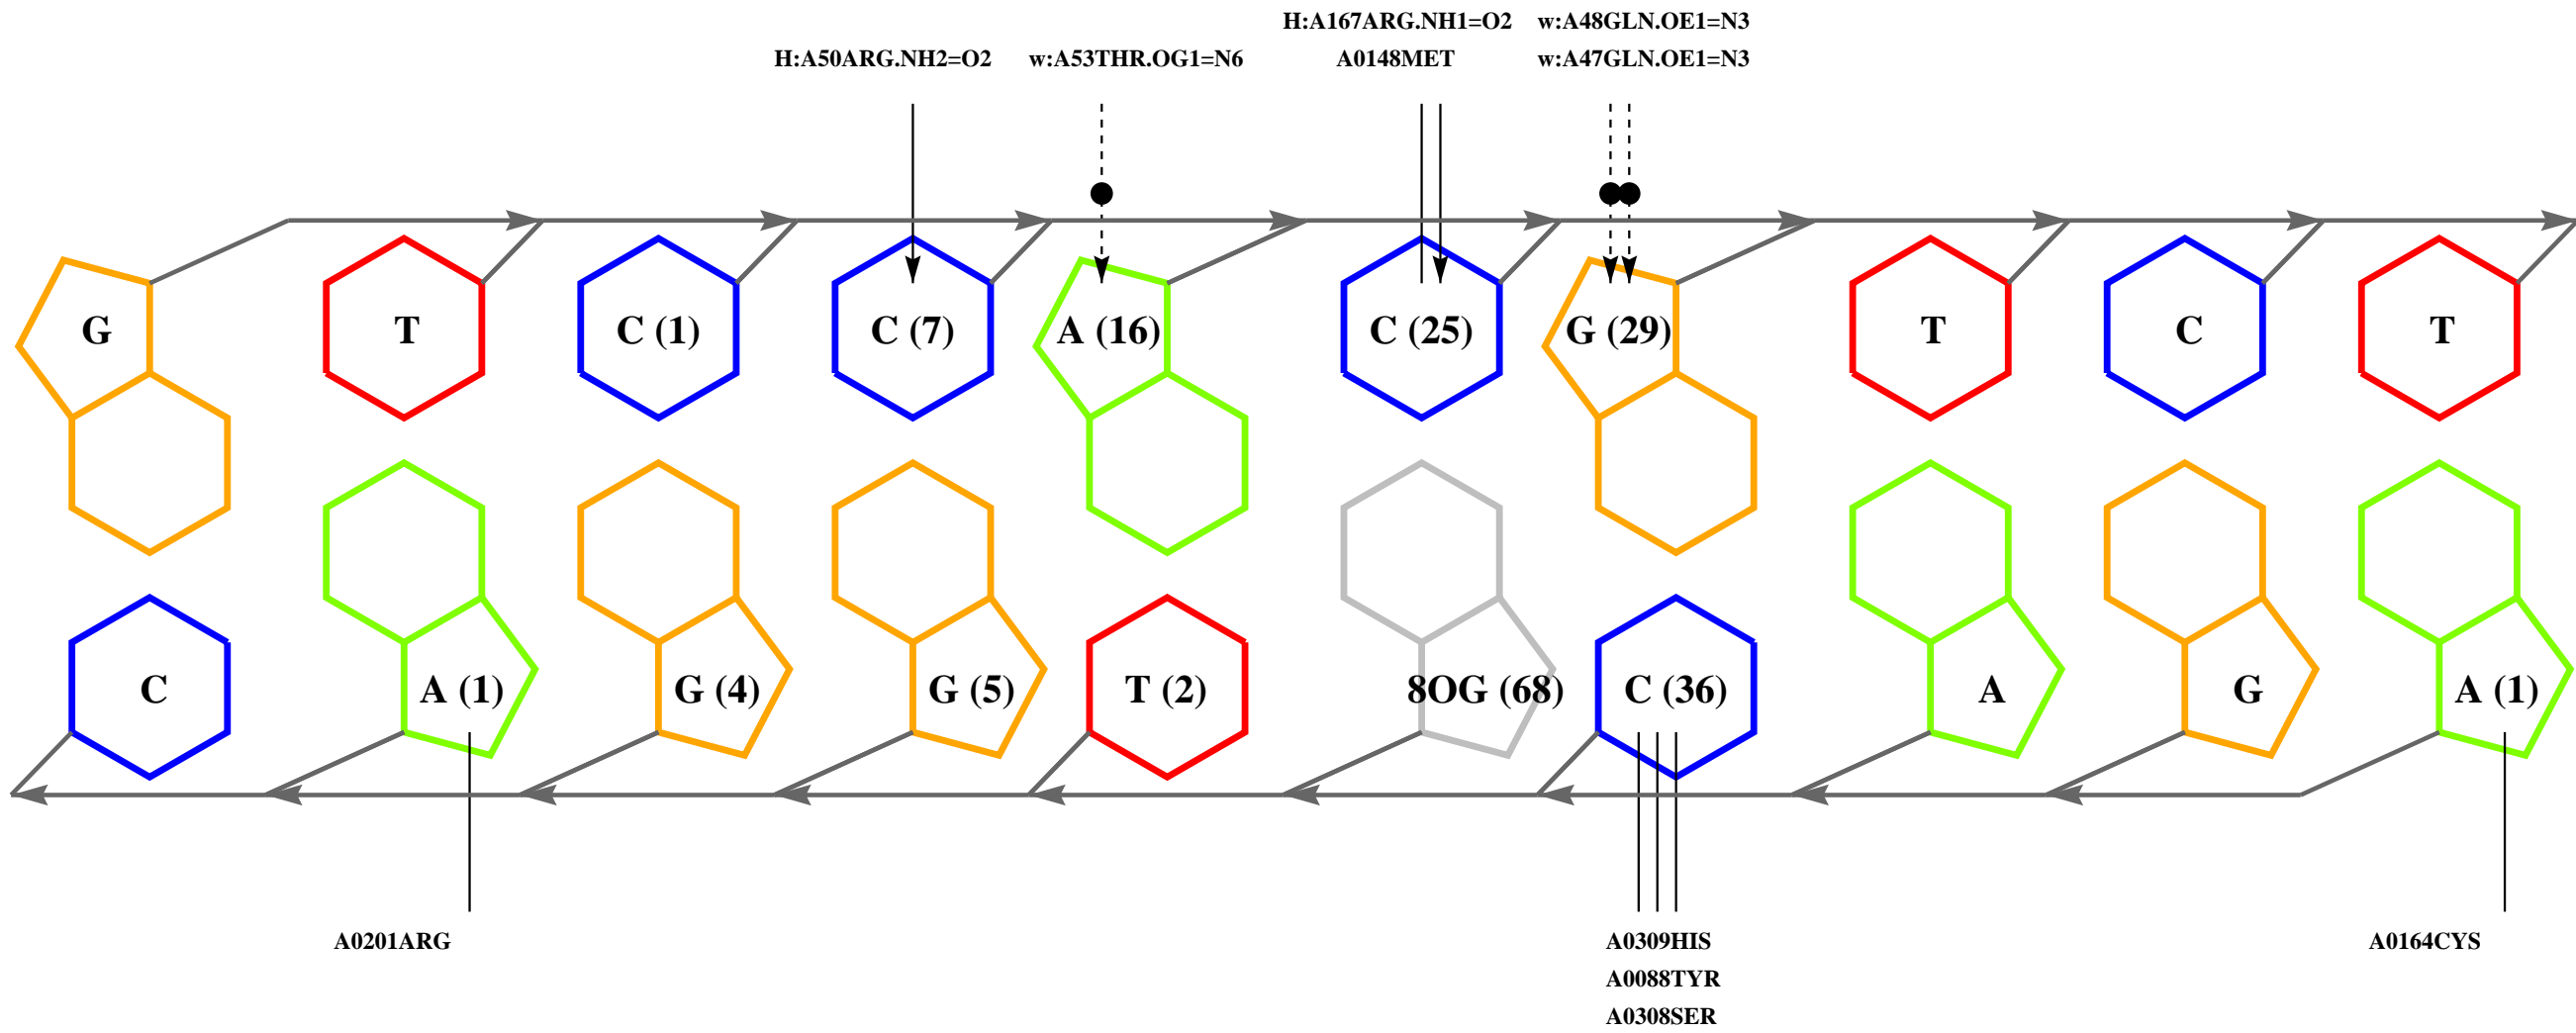 H:A167ARG.NH1=O2 w:A48GLN.OE1=N3
H:A50ARG.NH2=O2 w:A53THR.OG1=N6 A0148MET w:A47GLN.OE1=N3
G T C (1) C (7) A (16) C (25) G (29) T C T
C A (1) G (4) G (5) T (2) 8OG (68) C (36) A G A (1)
A0201ARG A0309HIS A0164CYS
A0088TYR
A0308SER